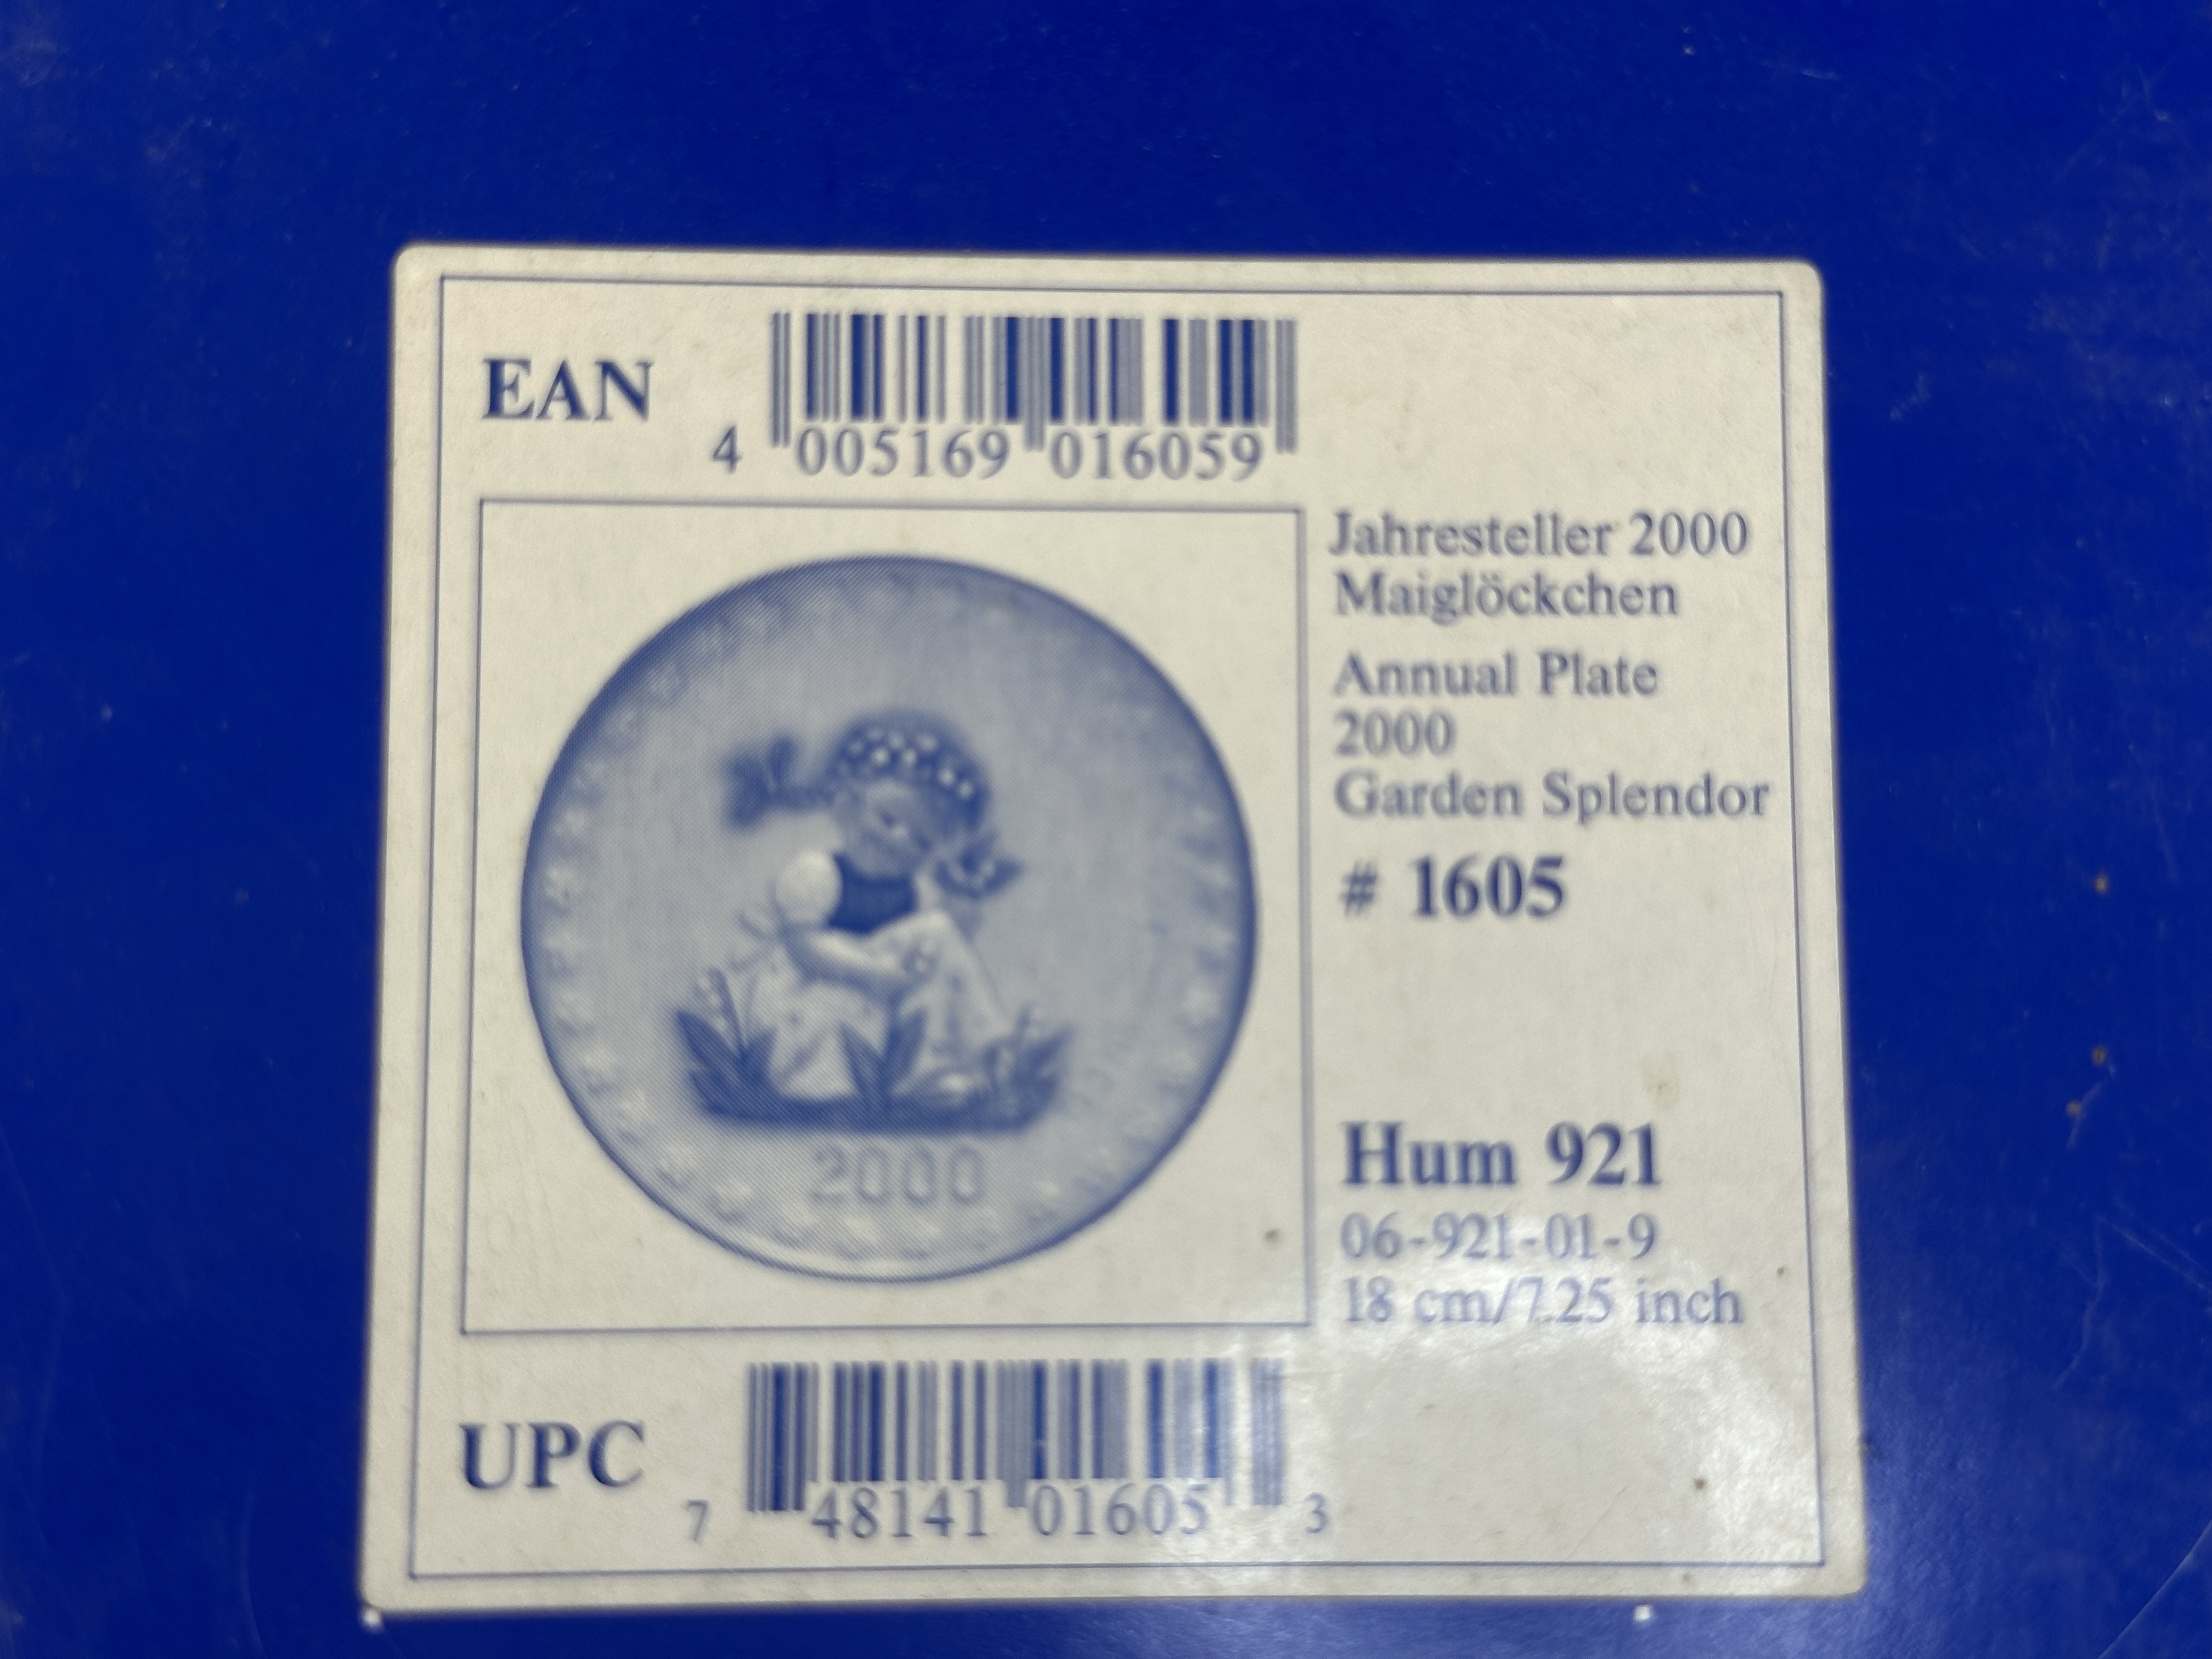 EAN
4 005169 016059
Jahresteller 2000
Maiglöckchen
Annual Plate
2000
Garden Splendor
# 1605
2000
Hum 921
06-921-01-9
18 cm/7.25 inch
UPC
7 48141 01605 3